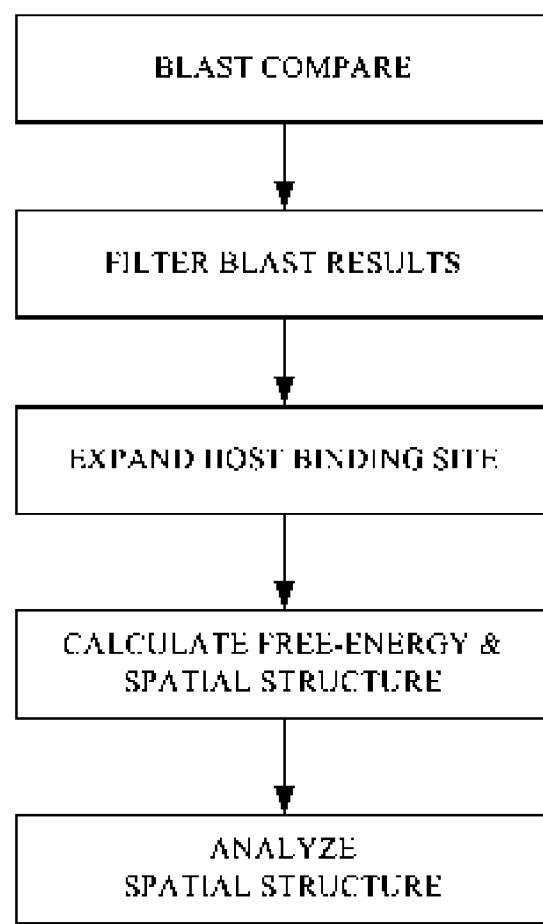 BLAST COMPARE
FILTER BLAST RESULTS
EXPAND HOST BINDING SITE
CALCULATE FREE-ENERGY &
SPATIAL STRUCTURE
ANALYZE
SPATIAL STRUCTURE